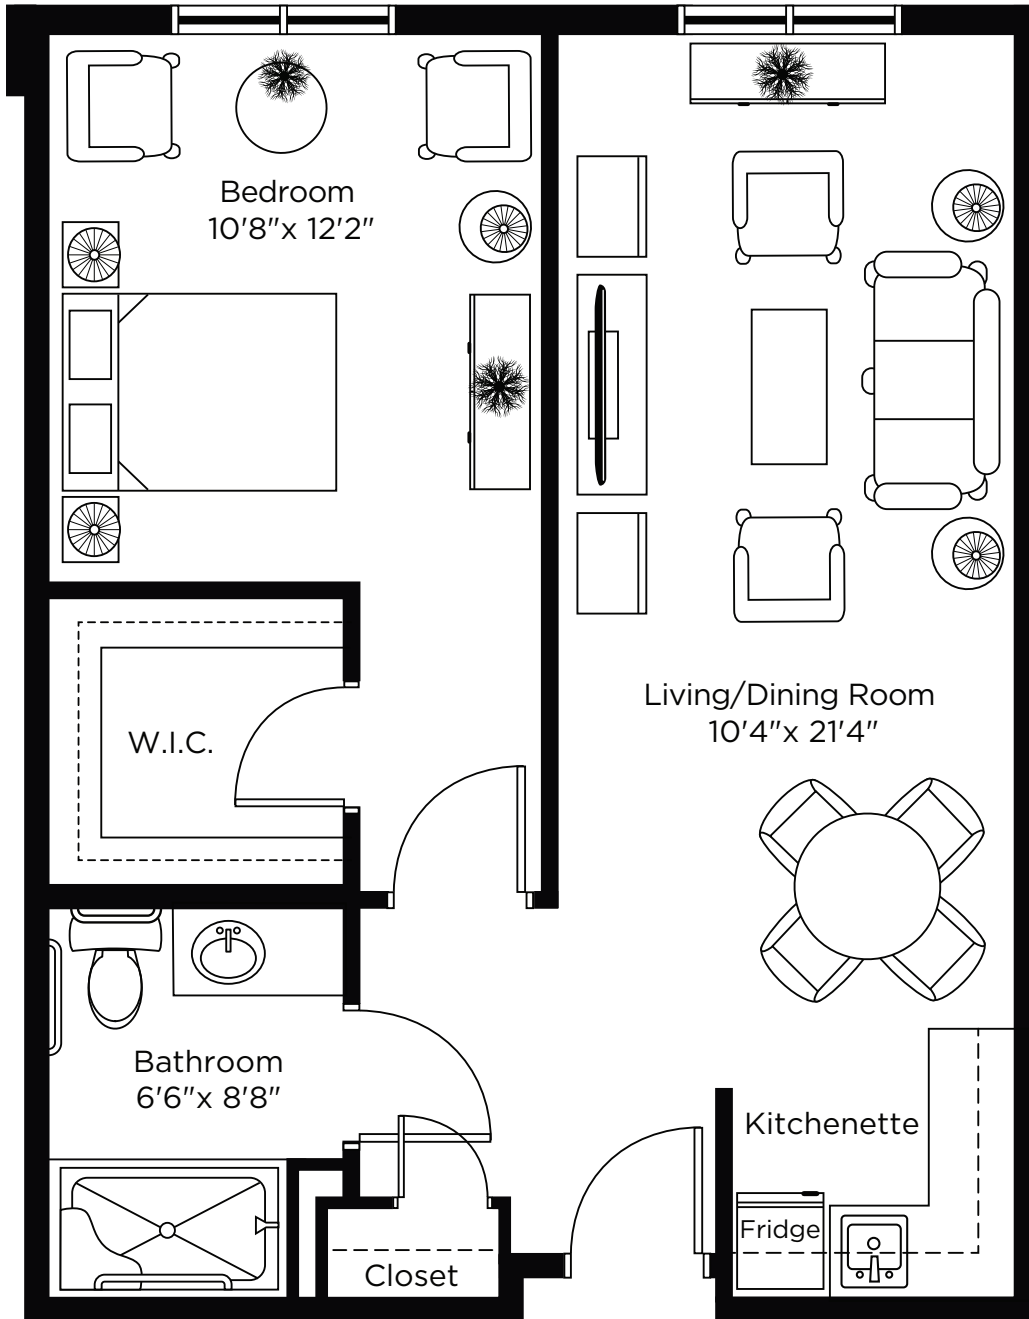 Bedroom
10'8"x 12'2"
Living/Dining Room
10'4"x 21'4"
W.I.C.
Bathroom
6'6"x 8'8"
Kitchenette
Fridge
Closet